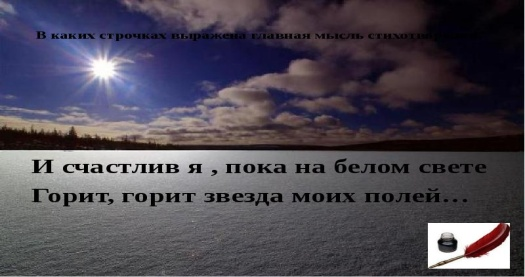 В каких строчках выражена главная мысль
И счастлив я , пока на белом свете
Горит, горит звезда моих полей…